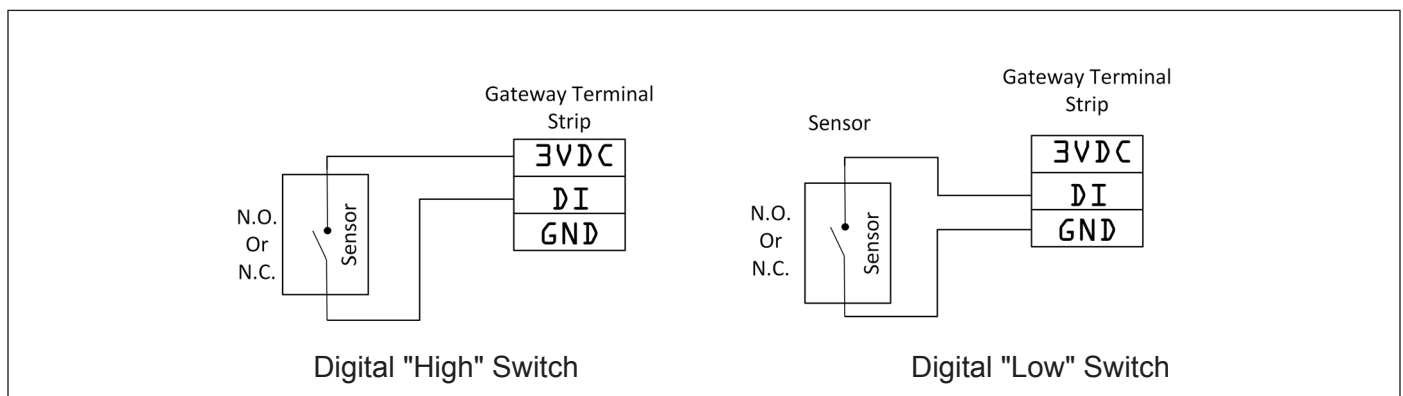 Gateway Terminal
Strip
3VDC
DI
GND
N.O.
Or
N.C.
Sensor
Digital "High" Switch
Gateway Terminal
Strip
Sensor
3VDC
DI
GND
N.O.
Or
N.C.
Sensor
Digital "Low" Switch